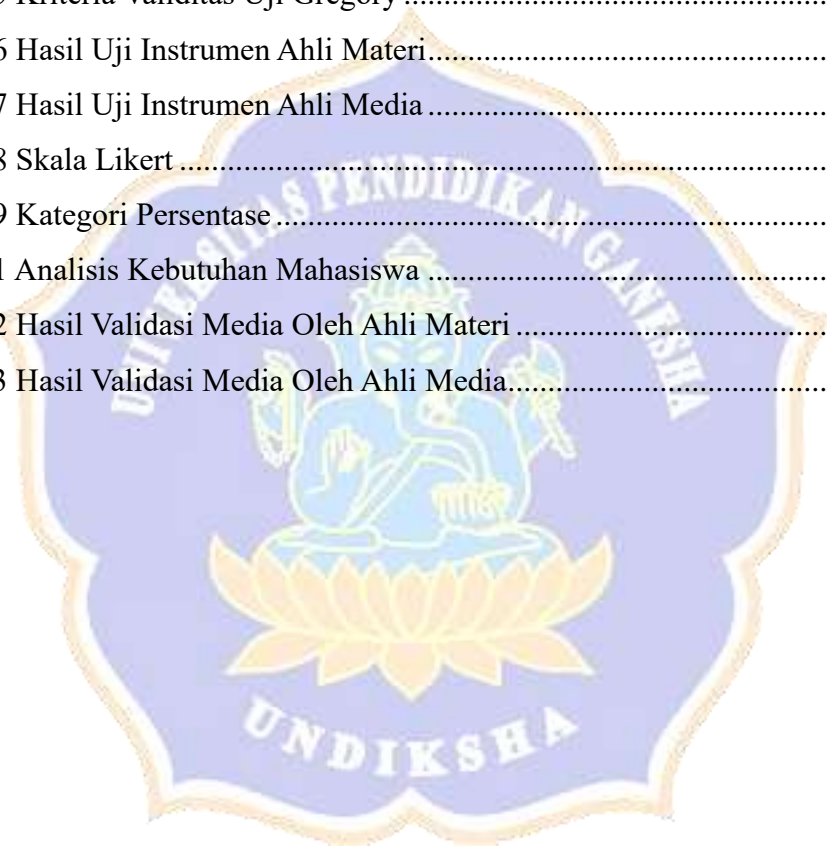 5 Kriteria Validitas Uji Gregory
6 Hasil Uji Instrumen Ahli Materi
7 Hasil Uji Instrumen Ahli Media
8 Skala Likert
9 Kategori Persentase
1 Analisis Kebutuhan Mahasiswa
2 Hasil Validasi Media Oleh Ahli Materi
3 Hasil Validasi Media Oleh Ahli Media
UNIVERSITAS PENDIDIKAN GANESHA
UNDIKSHA